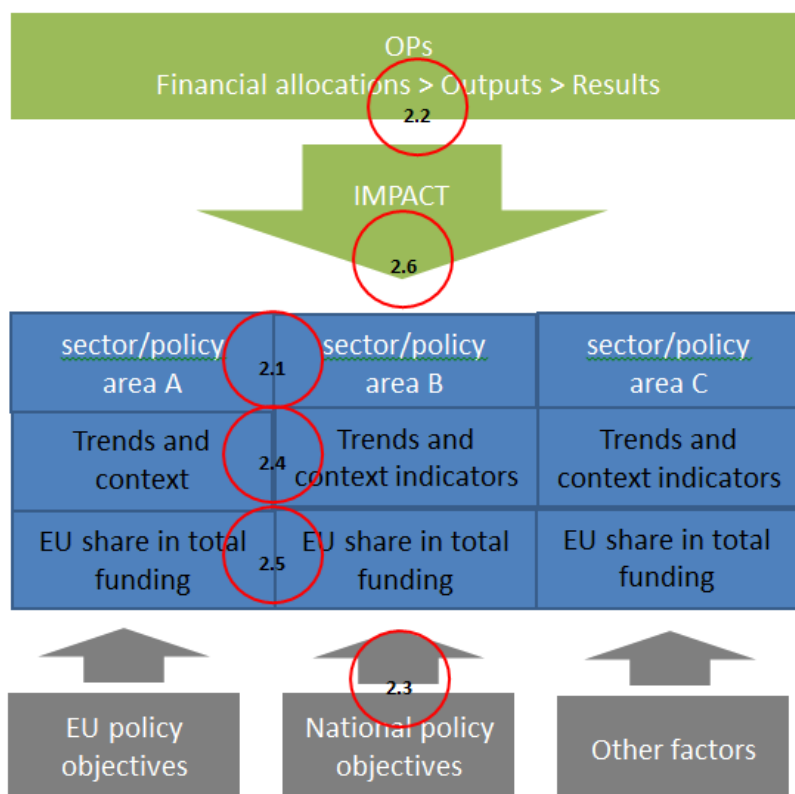 OPs
Financial allocations > Outputs > Results
2.2
IMPACT
2.6
sector/policy
area A
2.1
sector/policy
area B
sector/policy
area C
Trends and
context
2.4
Trends and
context indicators
Trends and
context indicators
EU share in total
funding
2.5
EU share in total
funding
EU share in total
funding
2.3
EU policy
objectives
National policy
objectives
Other factors